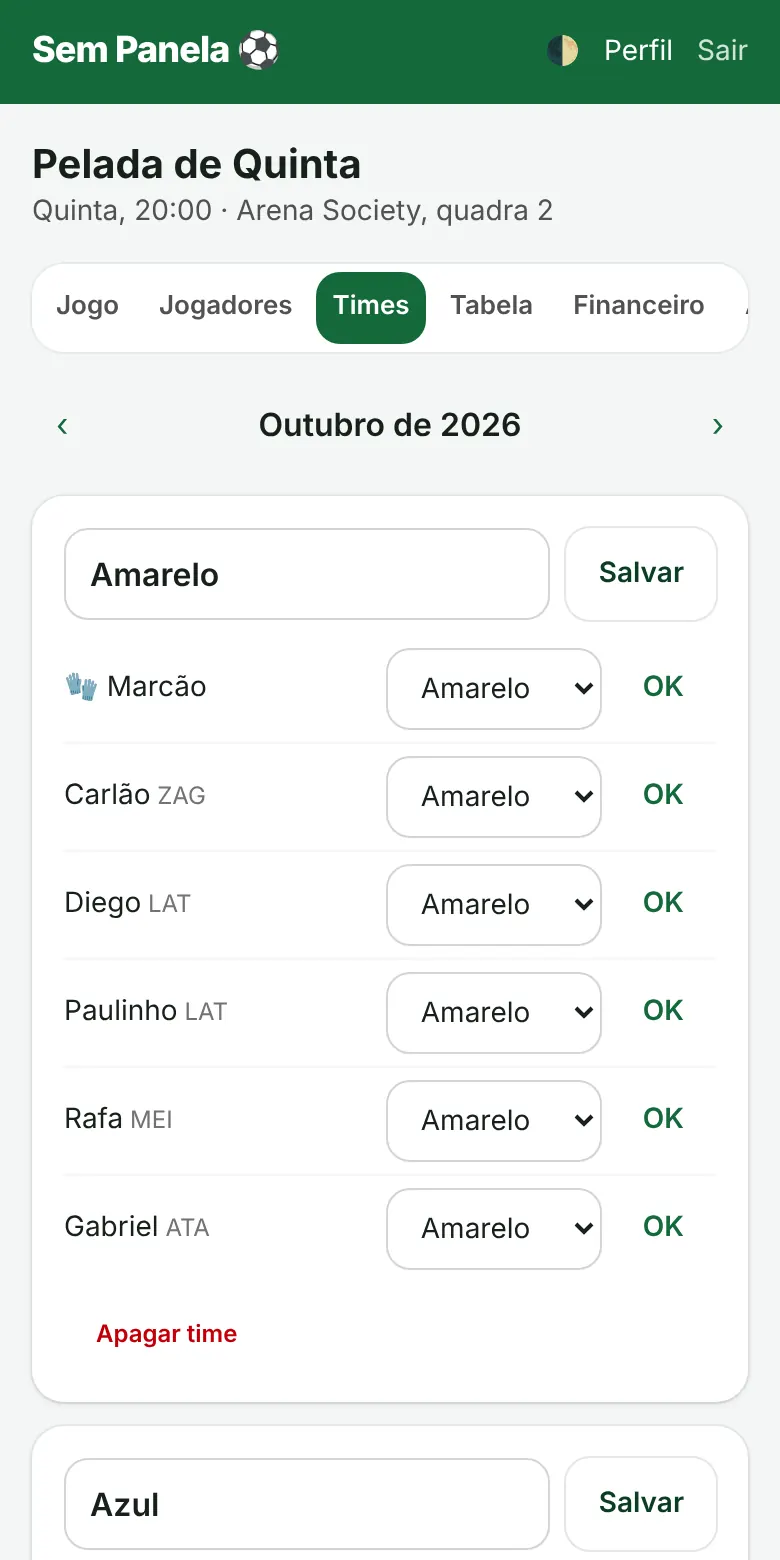 Sem Panela ⚽ 🌓 Perfil Sair
Pelada de Quinta
Quinta, 20:00 · Arena Society, quadra 2
Jogo Jogadores Times Tabela Financeiro
‹ Outubro de 2026 ›
Amarelo Salvar
🧤 Marcão Amarelo OK
Carlão ZAG Amarelo OK
Diego LAT Amarelo OK
Paulinho LAT Amarelo OK
Rafa MEI Amarelo OK
Gabriel ATA Amarelo OK
Apagar time
Azul Salvar